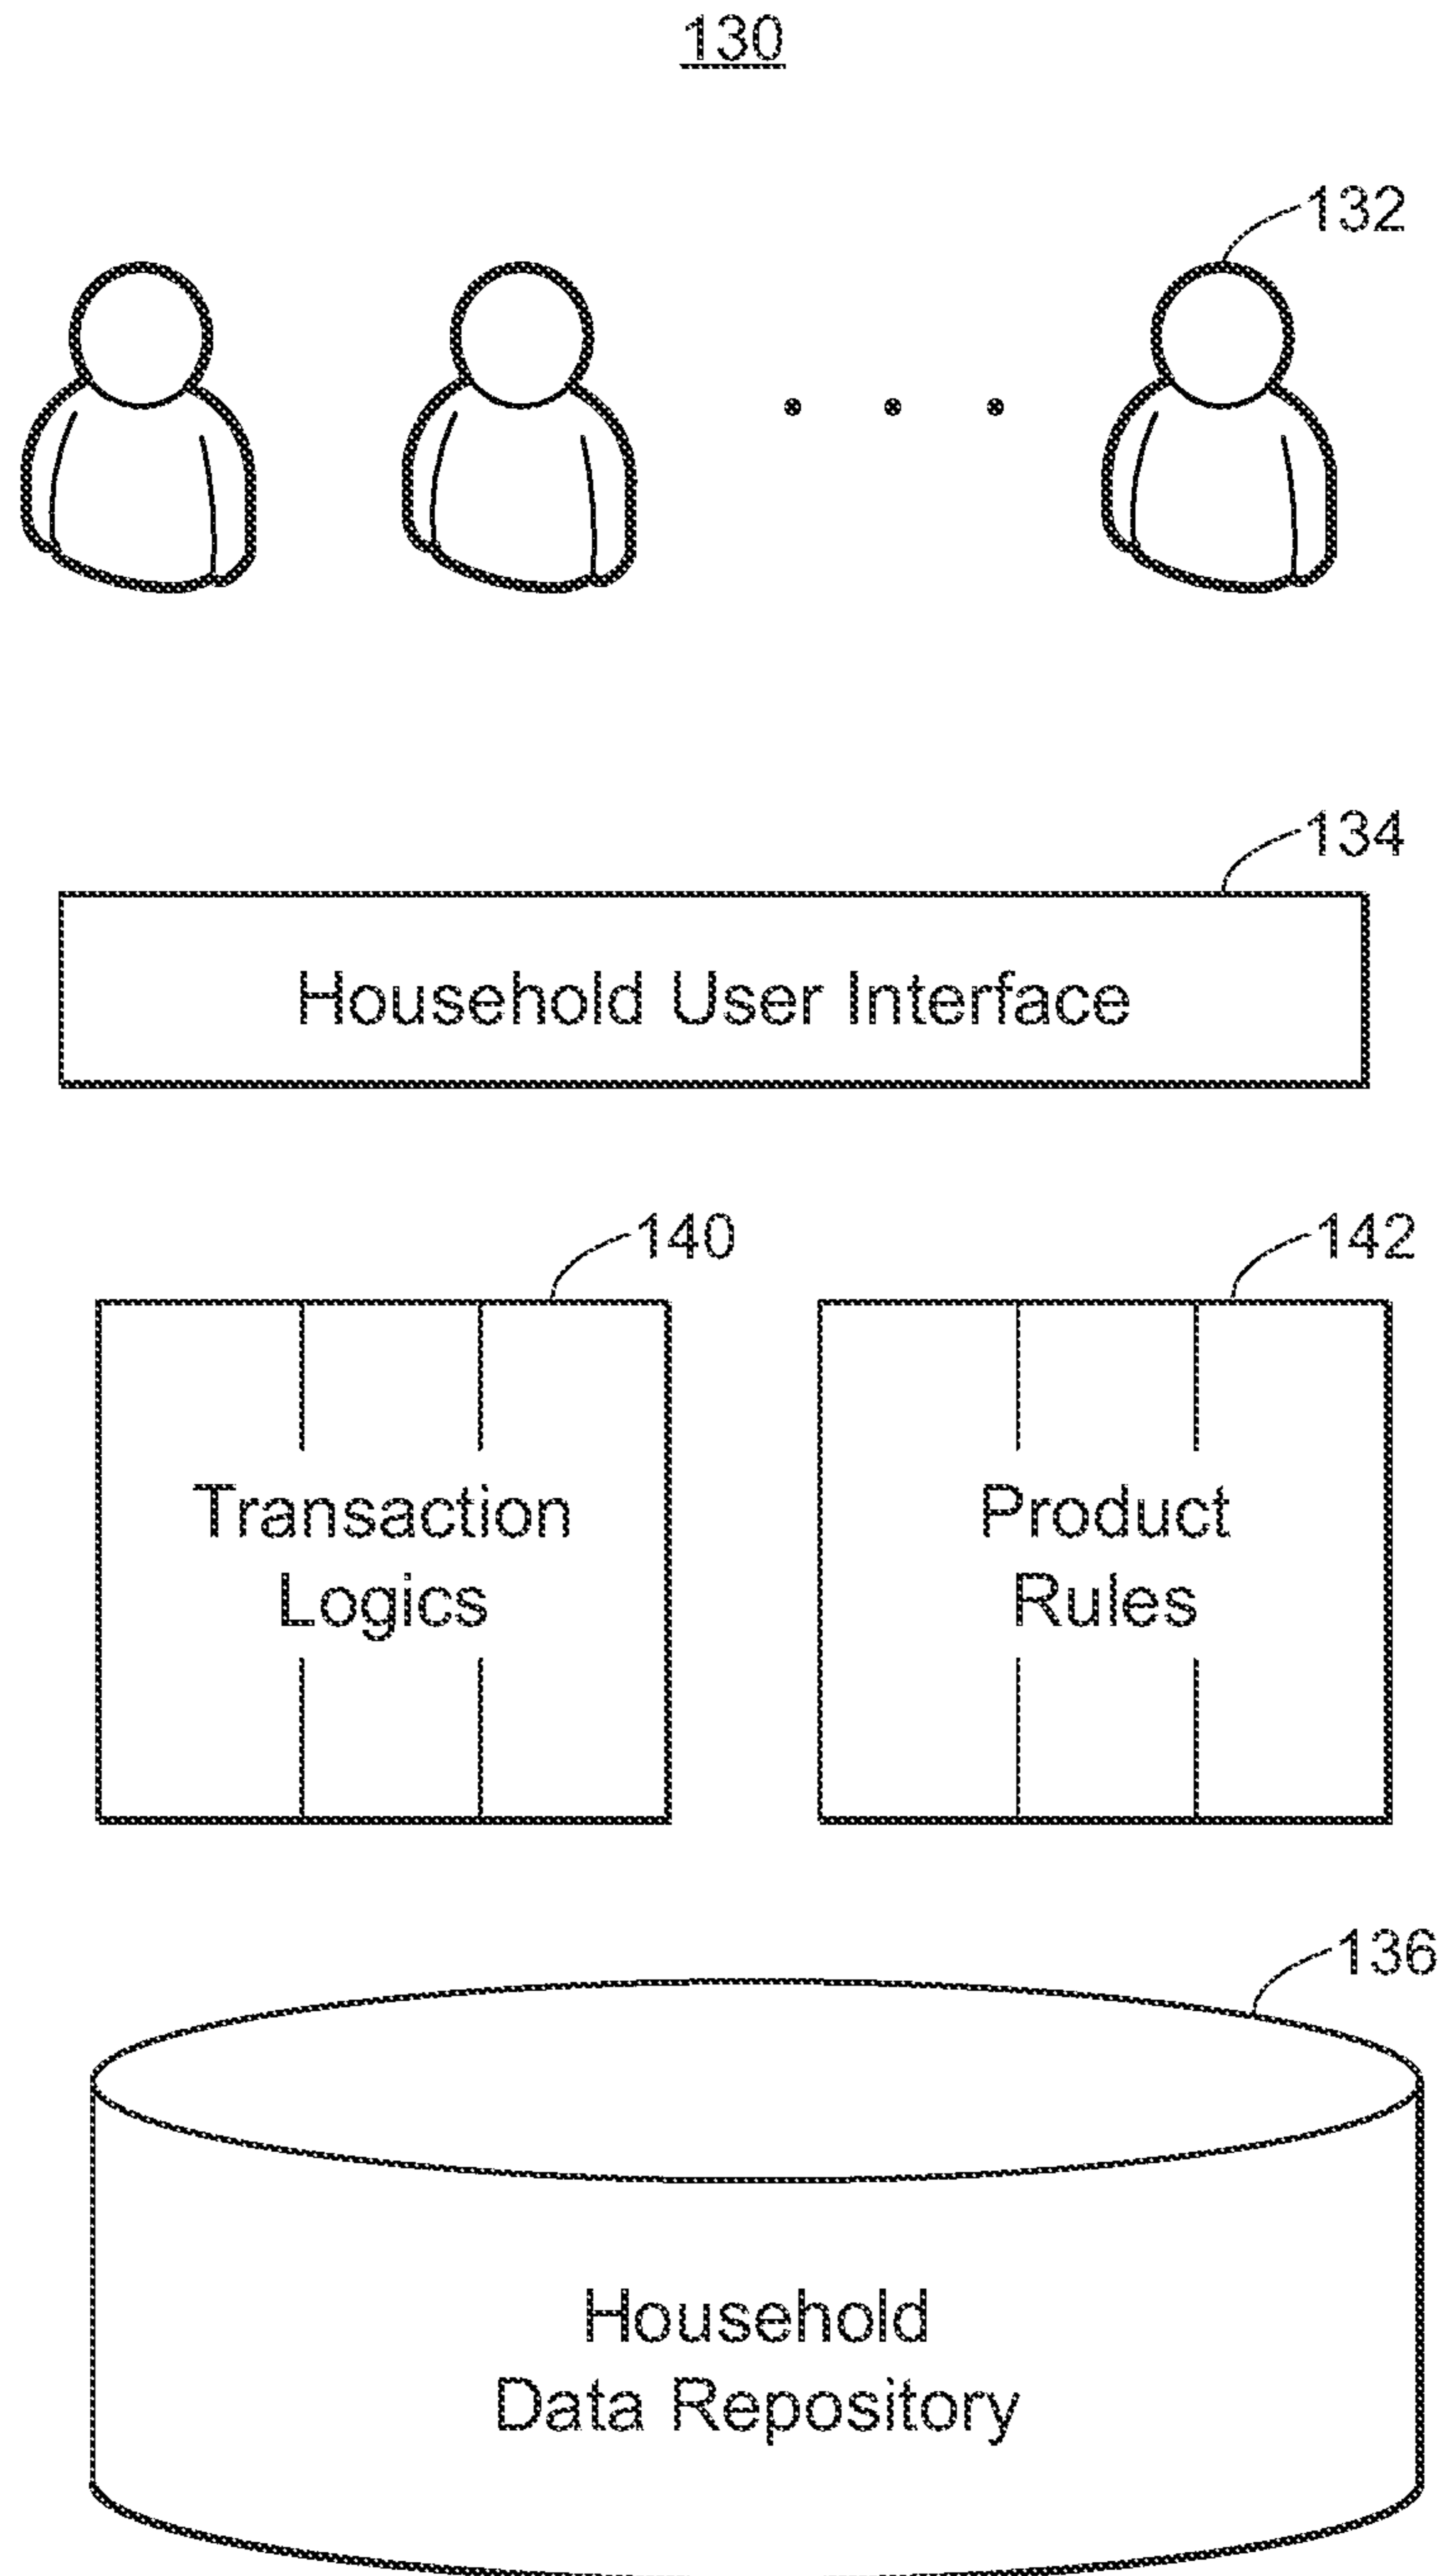 130
132
134
Household User Interface
140
142
Transaction
Logics
Product
Rules
136
Household
Data Repository